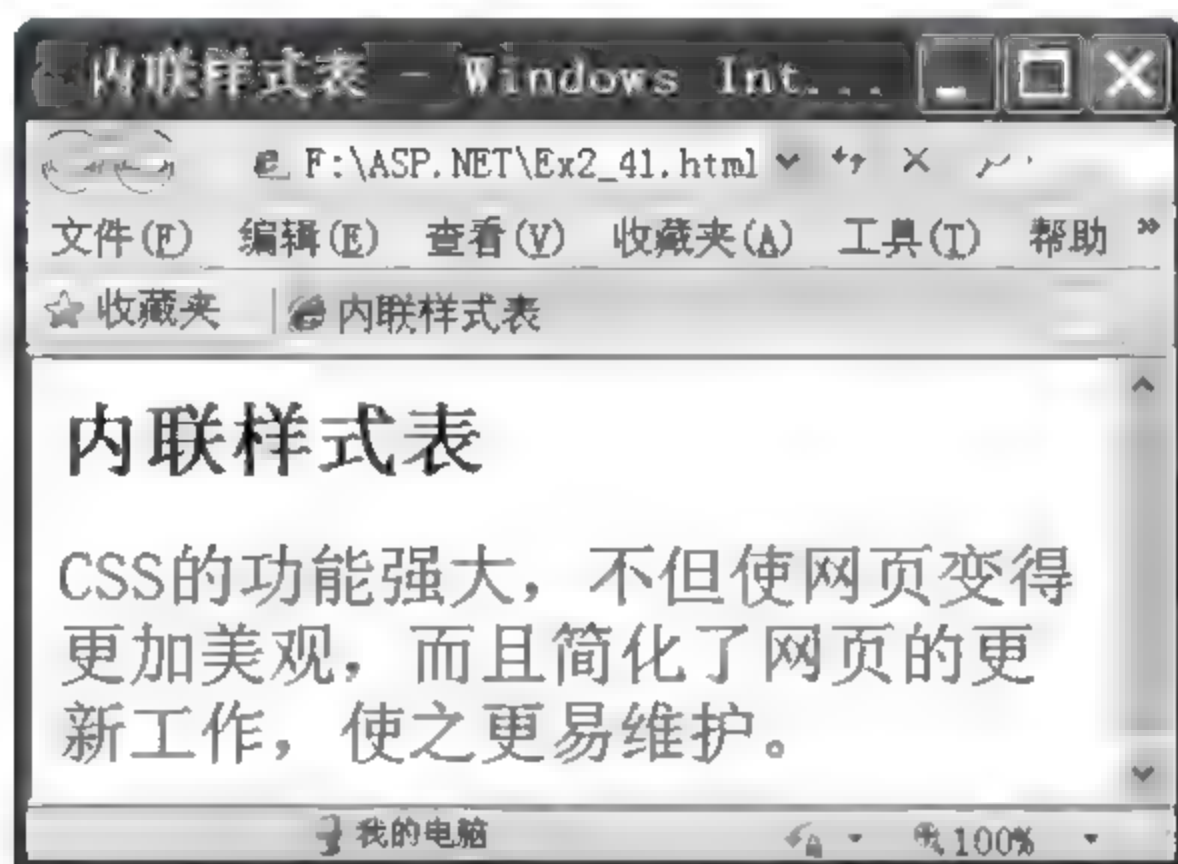 内联样式表 - Windows Int...
F:\ASP.NET\Ex2_41.html
文件(F) 编辑(E) 查看(V) 收藏夹(A) 工具(T) 帮助 »
收藏夹 内联样式表
内联样式表
CSS的功能强大，不但使网页变得
更加美观，而且简化了网页的更
新工作，使之更易维护。
我的电脑 100%